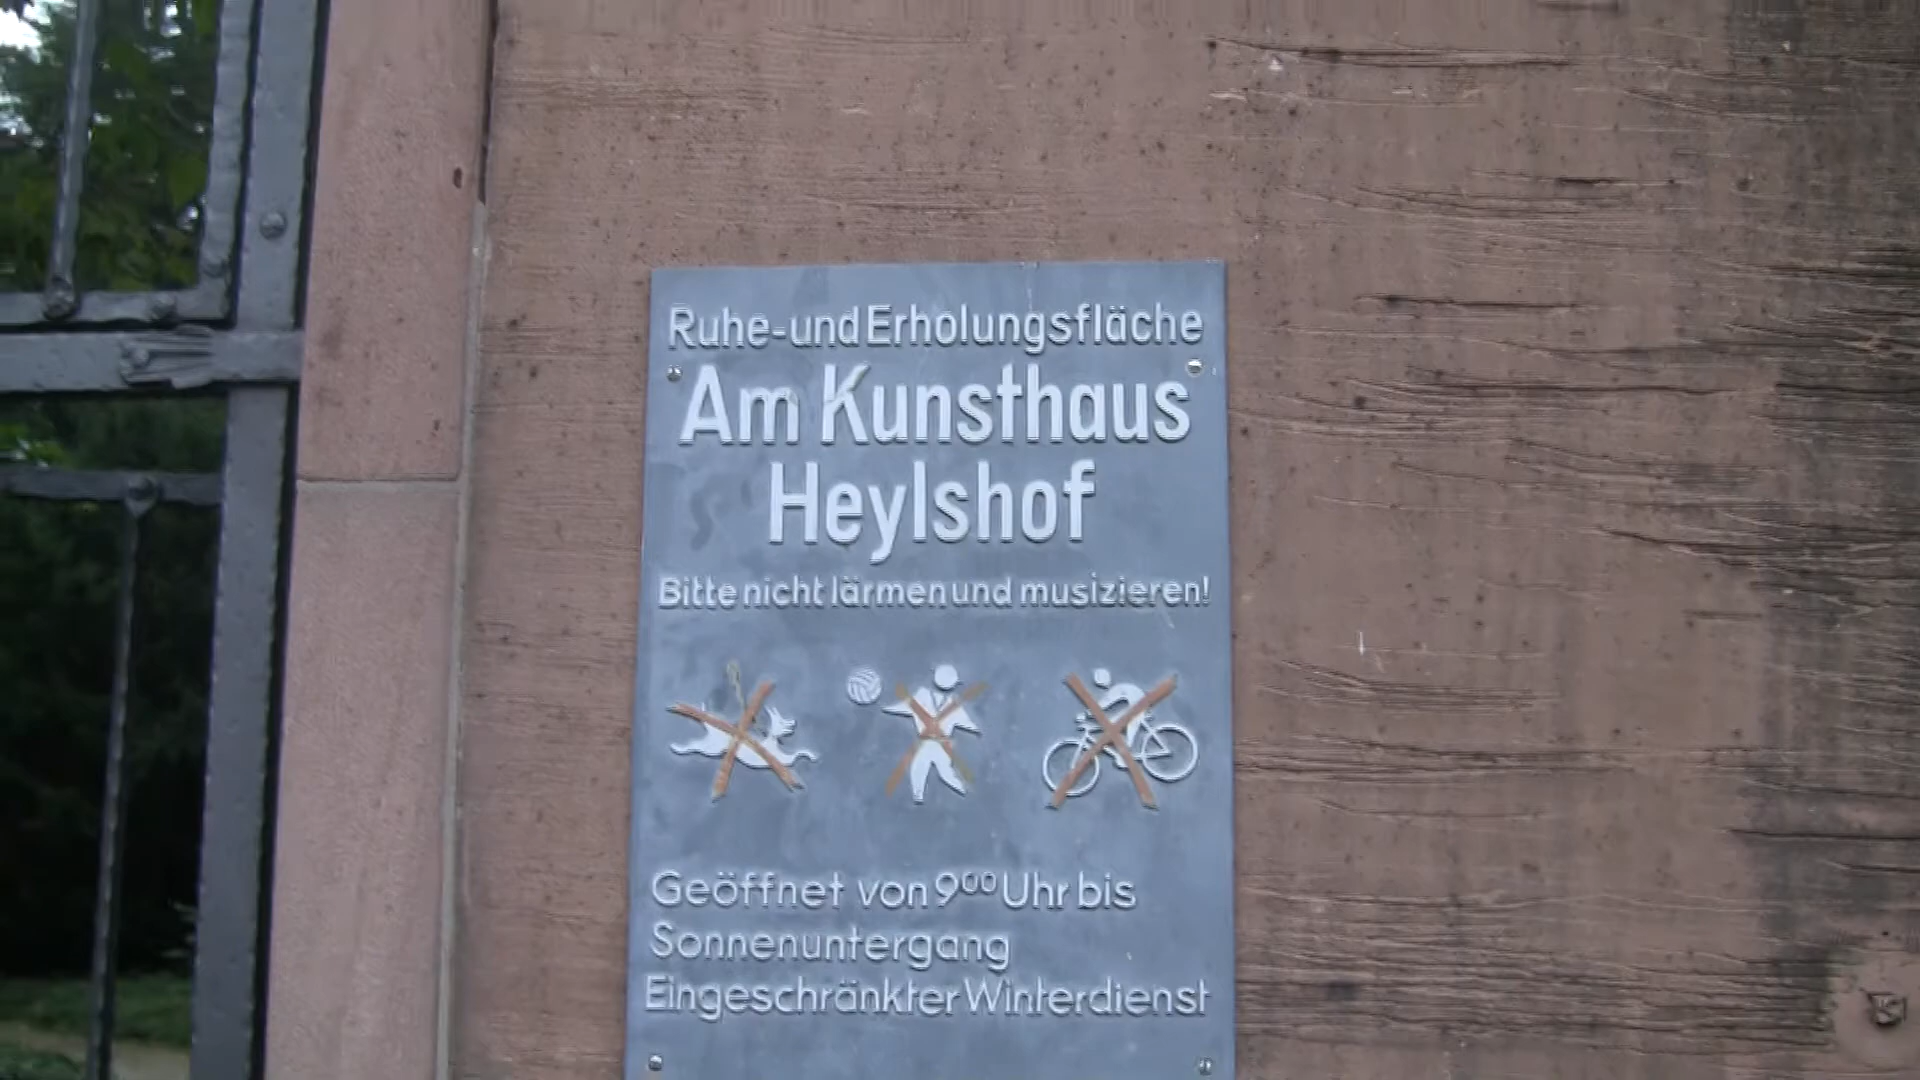 Ruhe-und Erholungsfläche
Am Kunsthaus
Heylshof
Bitte nicht lärmen und musizieren!
Geöffnet von 9⁰⁰ Uhr bis
Sonnenuntergang
Eingeschränkter Winterdienst